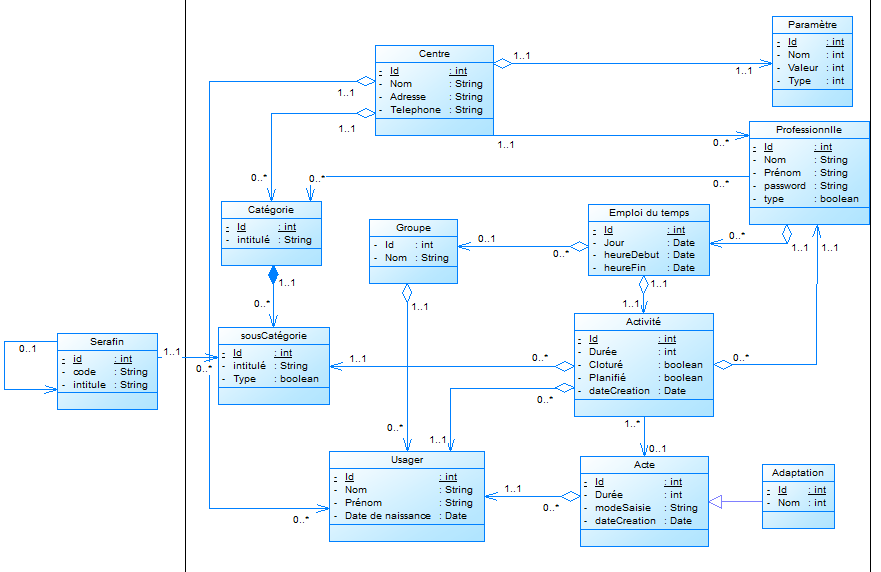 Paramètre
- Id : int
- Nom : int
- Valeur : int
- Type : int
Centre
- Id : int
- Nom : String
- Adresse : String
- Telephone : String
1..1
1..1
1..1
1..1
1..1
0..*
Professionnlle
- Id : int
- Nom : String
- Prénom : String
- password : String
- type : boolean
0..*
0..*
0..*
Catégorie
- Id : int
- intitulé : String
Groupe
- Id : int
- Nom : String
0..1
0..*
Emploi du temps
- Id : int
- Jour : Date
- heureDebut : Date
- heureFin : Date
0..*
1..1
1..1
1..1
0..*
1..1
1..1
1..1
Serafin
- id : int
- code : String
- intitule : String
0..1
1..1
0..*
sousCatégorie
- Id : int
- intitulé : String
- Type : boolean
1..1
0..*
0..*
Activité
- Id : int
- Durée : int
- Cloturé : boolean
- Planifié : boolean
- dateCreation : Date
0..*
0..*
1..1
1..*
0..1
Usager
- Id : int
- Nom : String
- Prénom : String
- Date de naissance : Date
0..*
1..1
0..*
Acte
- Id : int
- Durée : int
- modeSaisie : String
- dateCreation : Date
Adaptation
- Id : int
- Nom : int